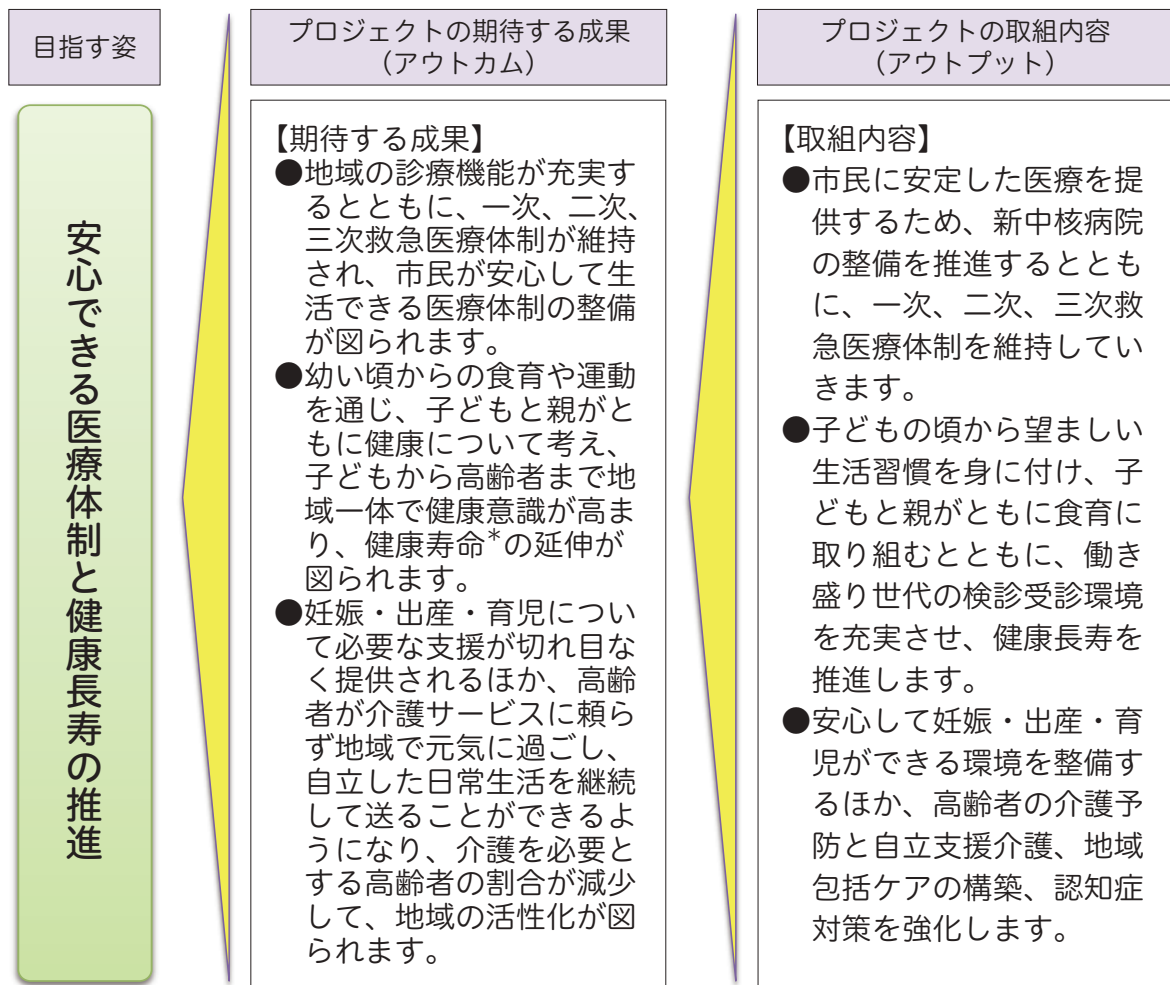 目指す姿
プロジェクトの期待する成果
（アウトカム）
プロジェクトの取組内容
（アウトプット）
安心できる医療体制と健康長寿の推進
【期待する成果】
●地域の診療機能が充実す
るとともに、一次、二次、
三次救急医療体制が維持
され、市民が安心して生
活できる医療体制の整備
が図られます。
●幼い頃からの食育や運動
を通じ、子どもと親がと
もに健康について考え、
子どもから高齢者まで地
域一体で健康意識が高ま
り、健康寿命*の延伸が
図られます。
●妊娠・出産・育児につい
て必要な支援が切れ目な
く提供されるほか、高齢
者が介護サービスに頼ら
ず地域で元気に過ごし、
自立した日常生活を継続
して送ることができるよ
うになり、介護を必要と
する高齢者の割合が減少
して、地域の活性化が図
られます。
【取組内容】
●市民に安定した医療を提
供するため、新中核病院
の整備を推進するととも
に、一次、二次、三次救
急医療体制を維持してい
きます。
●子どもの頃から望ましい
生活習慣を身に付け、子
どもと親がともに食育に
取り組むとともに、働き
盛り世代の検診受診環境
を充実させ、健康長寿を
推進します。
●安心して妊娠・出産・育
児ができる環境を整備す
るほか、高齢者の介護予
防と自立支援介護、地域
包括ケアの構築、認知症
対策を強化します。